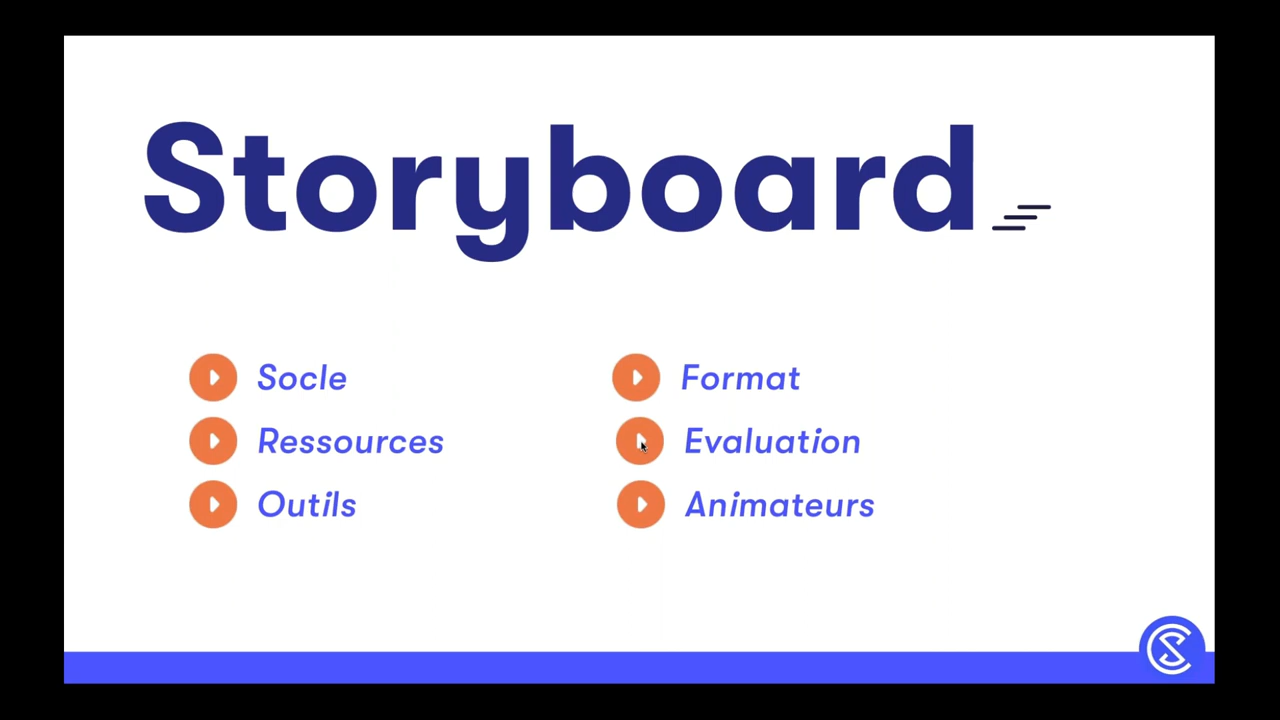 Storyboard
Socle
Ressources
Outils
Format
Evaluation
Animateurs